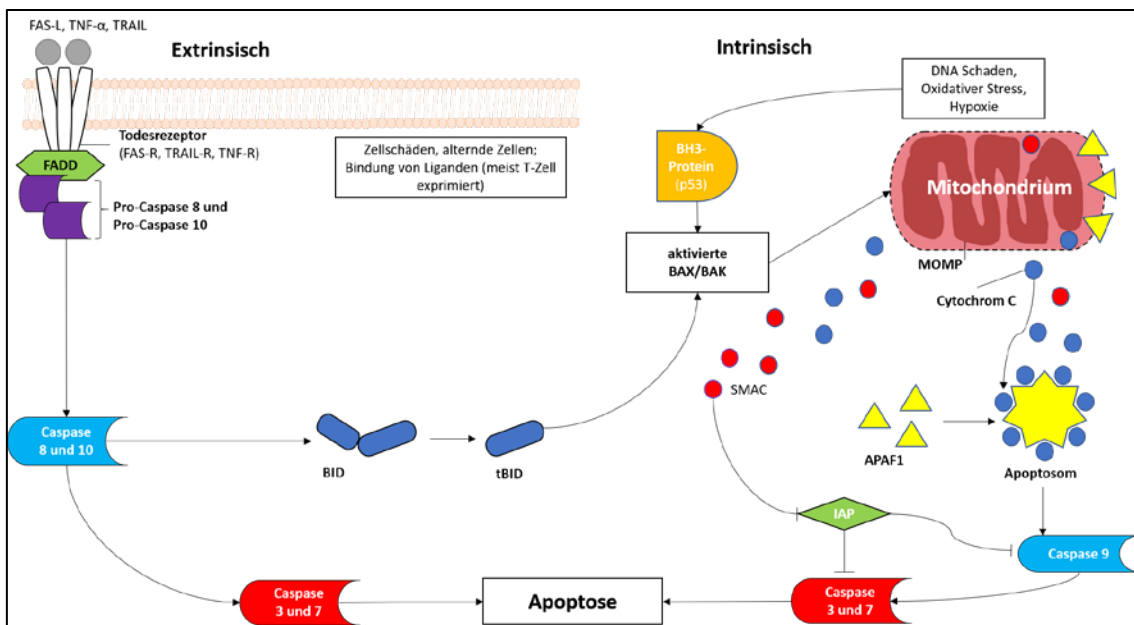 FAS-L, TNF-α, TRAIL
Extrinsisch
Intrinsisch
DNA Schaden,
Oxidativer Stress,
Hypoxie
Todesrezeptor
(FAS-R, TRAIL-R, TNF-R)
FADD
Zellschäden, alternde Zellen;
Bindung von Liganden (meist T-Zell
exprimiert)
BH3-
Protein
(p53)
Mitochondrium
Pro-Caspase 8 und
Pro-Caspase 10
aktivierte
BAX/BAK
MOMP
Cytochrom C
SMAC
Caspase
8 und 10
BID
tBID
APAF1
Apoptosom
IAP
Caspase 9
Caspase
3 und 7
Apoptose
Caspase
3 und 7